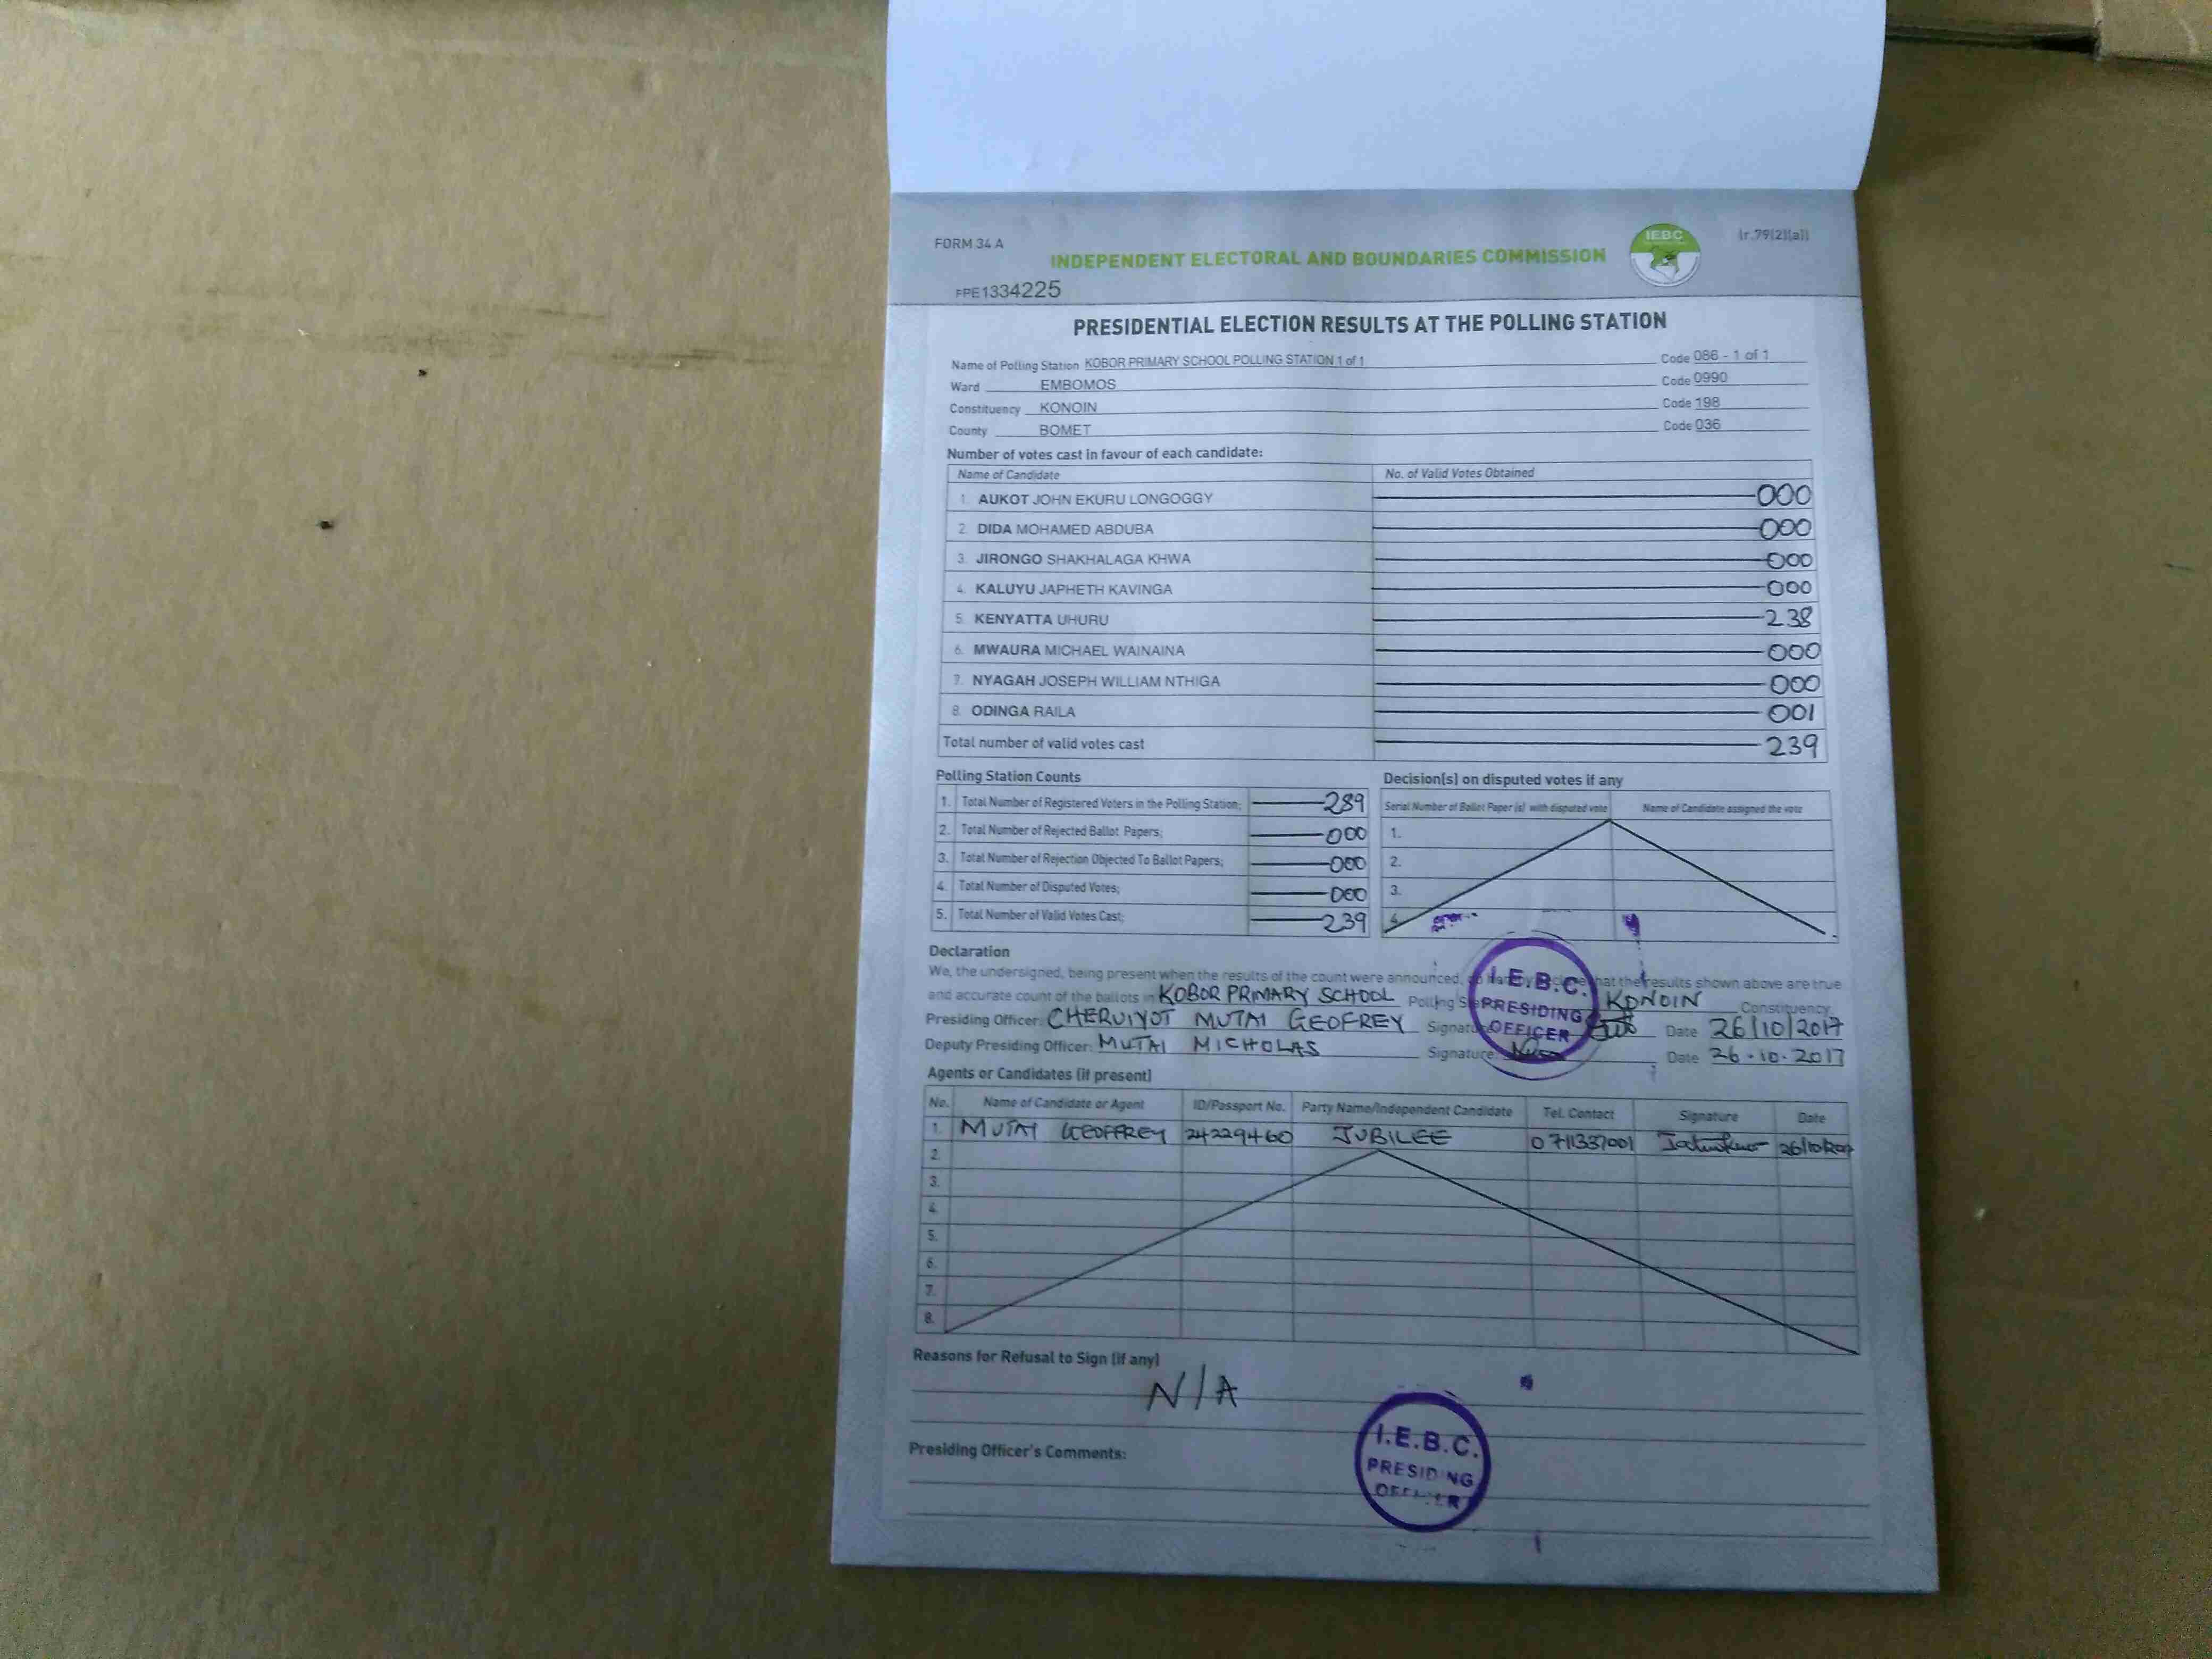 FORM 34 A
IEBC
(r.79(2)(a))
INDEPENDENT ELECTORAL AND BOUNDARIES COMMISSION
FPE1334225
PRESIDENTIAL ELECTION RESULTS AT THE POLLING STATION
Name of Polling Station KOBOR PRIMARY SCHOOL POLLING STATION 1 of 1 Code 086 - 1 of 1
Ward EMBOMOS Code 0990
Constituency KONOIN Code 198
County BOMET Code 036
Number of votes cast in favour of each candidate:
Name of Candidate No. of Valid Votes Obtained
1. AUKOT JOHN EKURU LONGOGGY 000
2. DIDA MOHAMED ABDUBA 000
3. JIRONGO SHAKHALAGA KHWA 000
4. KALUYU JAPHETH KAVINGA 000
5. KENYATTA UHURU 238
6. MWAURA MICHAEL WAINAINA 000
7. NYAGAH JOSEPH WILLIAM NTHIGA 000
8. ODINGA RAILA 001
Total number of valid votes cast 239
Polling Station Counts
1. Total Number of Registered Voters in the Polling Station; 289
2. Total Number of Rejected Ballot Papers; 000
3. Total Number of Rejection Objected To Ballot Papers; 000
4. Total Number of Disputed Votes; 000
5. Total Number of Valid Votes Cast; 239
Decision(s) on disputed votes if any
Serial Number of Ballot Paper (s) with disputed vote Name of Candidate assigned the vote
1.
2.
3.
4.
Declaration
We, the undersigned, being present when the results of the count were announced, that the results shown above are true
and accurate count of the ballots in KOBOR PRIMARY SCHOOL Polling KONOIN Constituency
Presiding Officer: CHERUIYOT MUTAI GEOFREY Signature Date 26/10/2017
Deputy Presiding Officer: MUTAI MICHOLAS Signature: Date 26.10.2017
I.E.B.C.
PRESIDING
OFFICER
Agents or Candidates (if present)
No. Name of Candidate or Agent ID/Passport No. Party Name/Independent Candidate Tel. Contact Signature Date
1. MUTAI GEOFFREY 24229460 JUBILEE 0711337001 26/10/2017
2.
3.
4.
5.
6.
7.
8.
Reasons for Refusal to Sign (if any)
N/A
Presiding Officer's Comments:
I.E.B.C.
PRESIDING
OFFICER